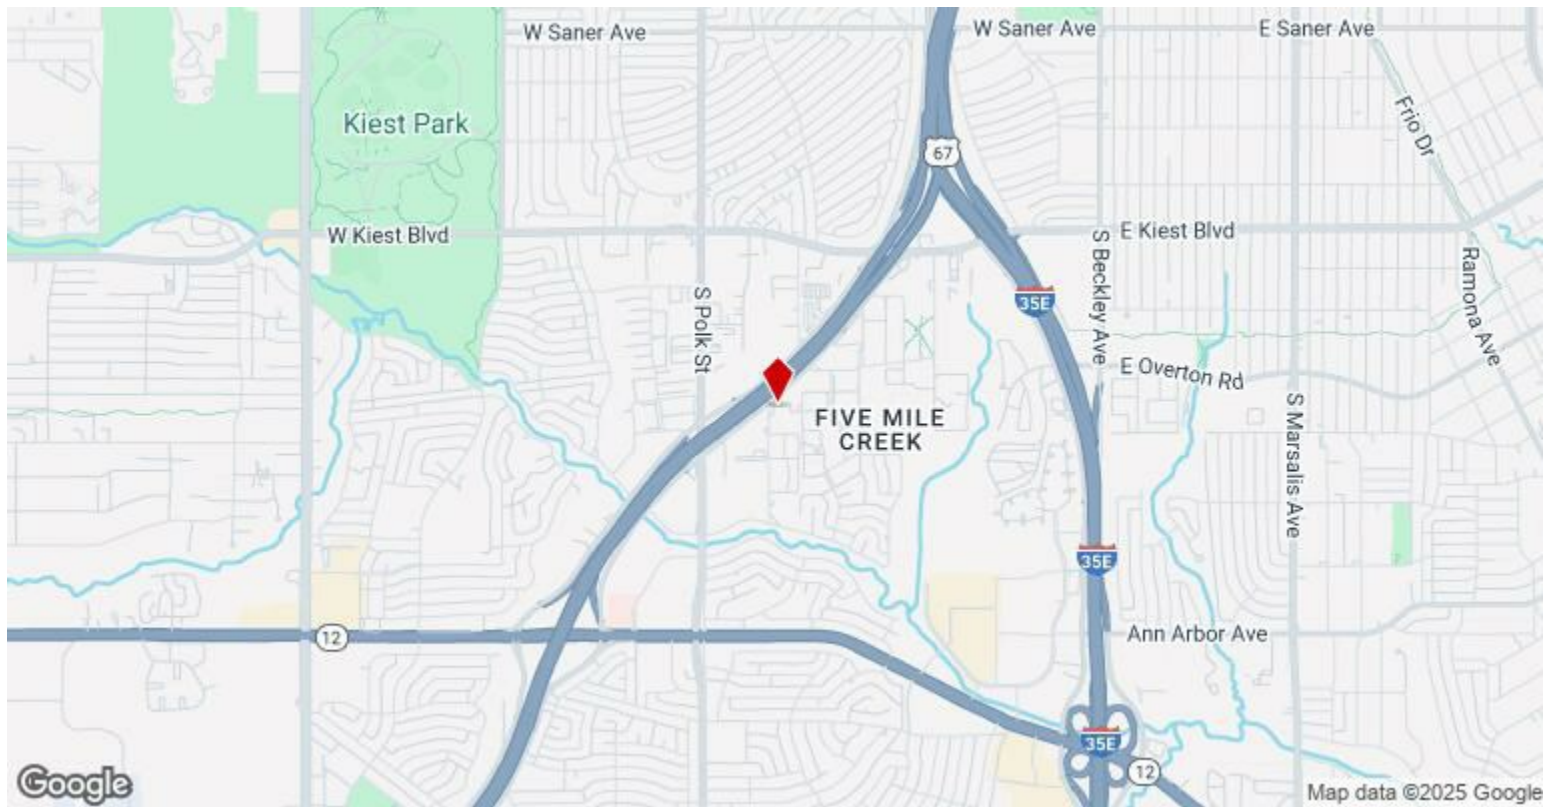 W Saner Ave
W Saner Ave
E Saner Ave
Kiest Park
Frio Dr
67
W Kiest Blvd
E Kiest Blvd
S Beckley Ave
Ramona Ave
35E
S Polk St
E Overton Rd
FIVE MILE
CREEK
S Marsalis Ave
35E
12
Ann Arbor Ave
35E
12
Google
Map data ©2025 Google